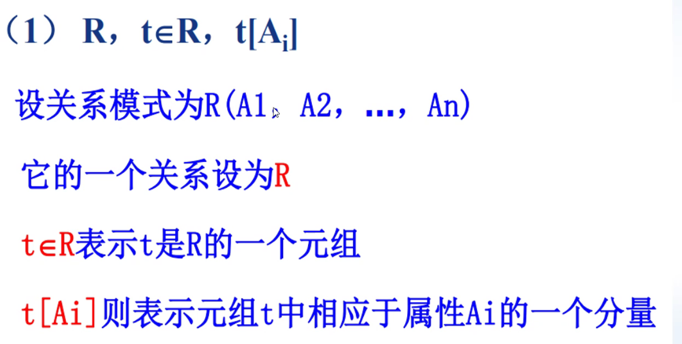 （1） R，t∈R，t[Ai]
设关系模式为R(A1，A2，…，An)
它的一个关系设为R
t∈R表示t是R的一个元组
t[Ai]则表示元组t中相应于属性Ai的一个分量